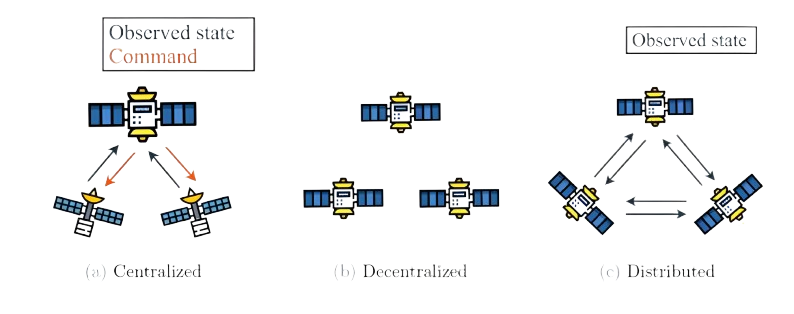 Observed state
Command
Observed state
(a) Centralized
(b) Decentralized
(c) Distributed